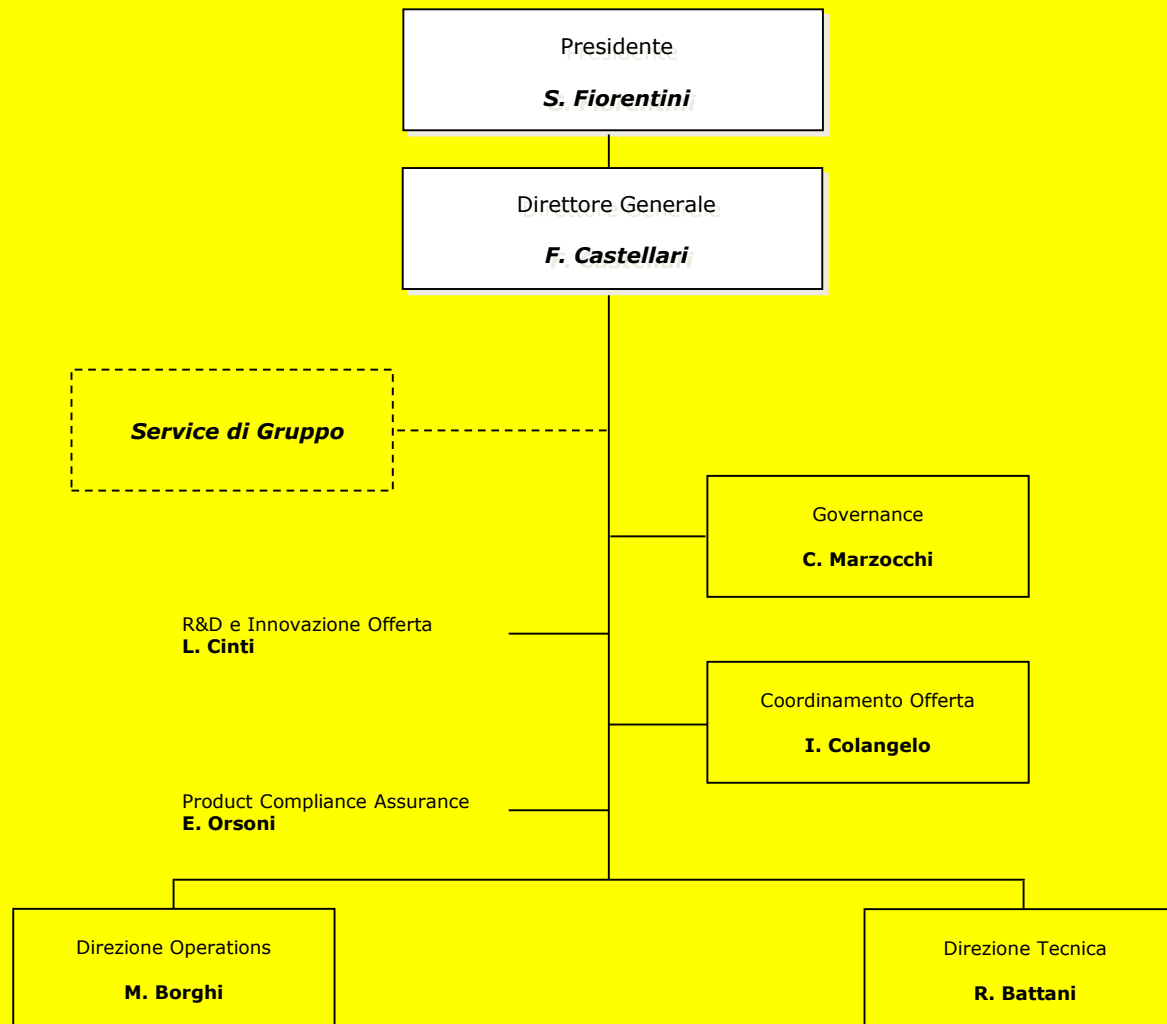 Presidente
S. Fiorentini
Direttore Generale
F. Castellari
Service di Gruppo
Governance
C. Marzocchi
R&D e Innovazione Offerta
L. Cinti
Coordinamento Offerta
I. Colangelo
Product Compliance Assurance
E. Orsoni
Direzione Operations
M. Borghi
Direzione Tecnica
R. Battani